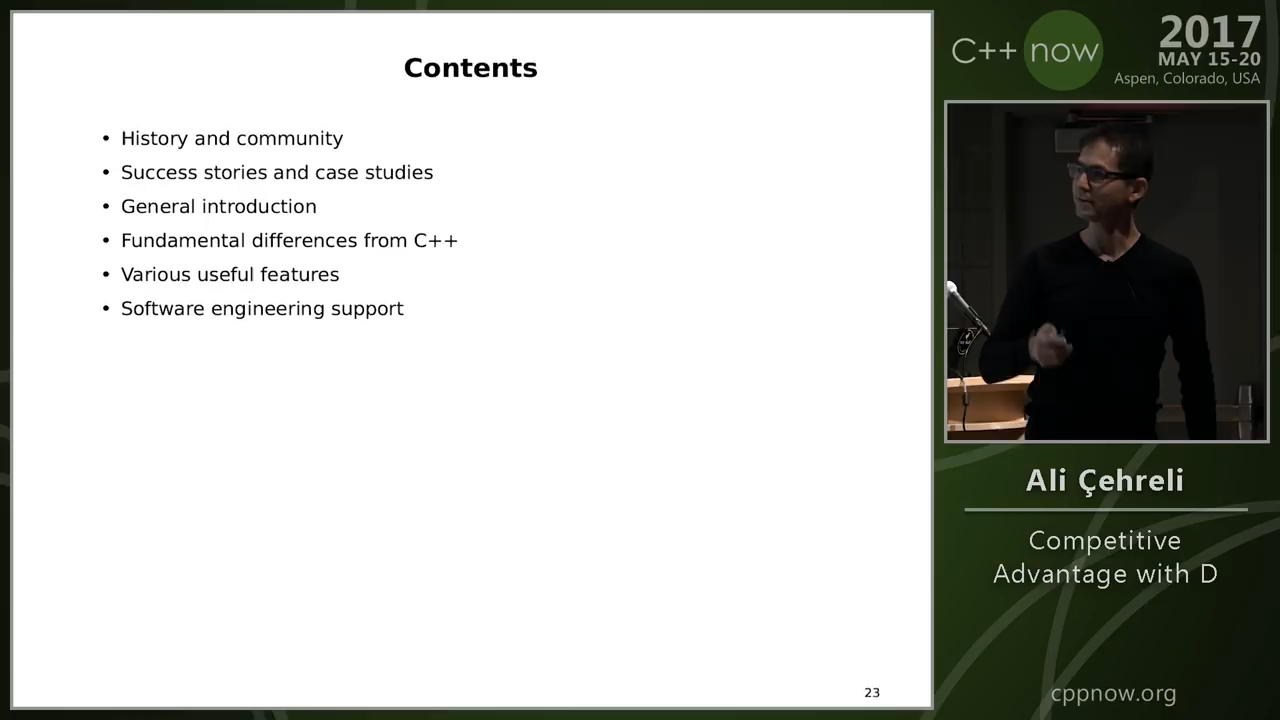 Contents
• History and community
• Success stories and case studies
• General introduction
• Fundamental differences from C++
• Various useful features
• Software engineering support
23
C++ now
2017
MAY 15-20
Aspen, Colorado, USA
Ali Çehreli
Competitive
Advantage with D
cppnow.org